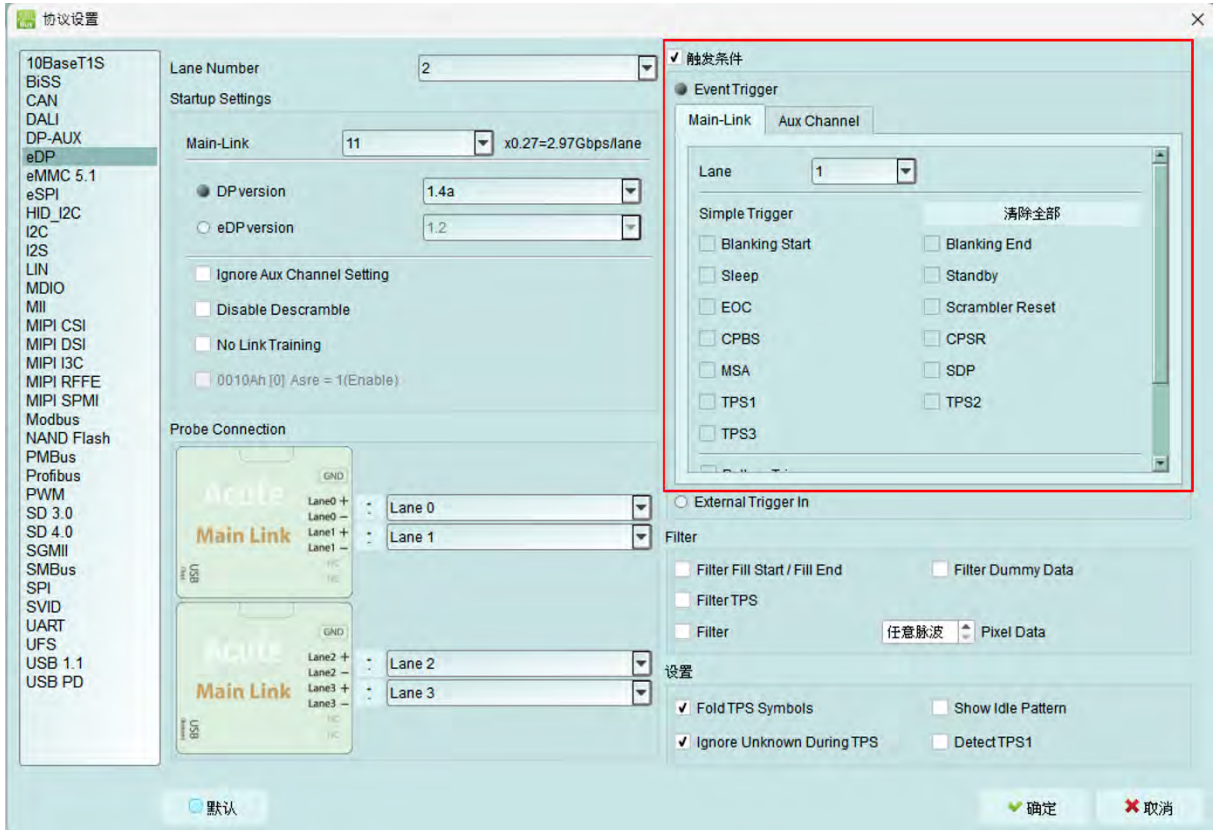 协议设置
10BaseT1S
BiSS
CAN
DALI
DP-AUX
eDP
eMMC 5.1
eSPI
HID_I2C
I2C
I2S
LIN
MDIO
MII
MIPI CSI
MIPI DSI
MIPI I3C
MIPI RFFE
MIPI SPMI
Modbus
NAND Flash
PMBus
Profibus
PWM
SD 3.0
SD 4.0
SGMII
SMBus
SPI
SVID
UART
UFS
USB 1.1
USB PD
Lane Number 2
Startup Settings
Main-Link 11 x0.27=2.97Gbps/lane
DP version 1.4a
eDP version 1.2
Ignore Aux Channel Setting
Disable Descramble
No Link Training
0010Ah [0] Asre = 1(Enable)
Probe Connection
GND
Acute
Main Link
Lane0 +
Lane0 –
Lane1 +
Lane1 –
NC
NC
USB
: Lane 0
: Lane 1
GND
Acute
Main Link
Lane2 +
Lane2 –
Lane3 +
Lane3 –
NC
NC
USB
: Lane 2
: Lane 3
触发条件
Event Trigger
Main-Link Aux Channel
Lane 1
Simple Trigger 清除全部
Blanking Start Blanking End
Sleep Standby
EOC Scrambler Reset
CPBS CPSR
MSA SDP
TPS1 TPS2
TPS3
External Trigger In
Filter
Filter Fill Start / Fill End Filter Dummy Data
Filter TPS
Filter 任意脉波 Pixel Data
设置
Fold TPS Symbols Show Idle Pattern
Ignore Unknown During TPS Detect TPS1
默认 确定 取消